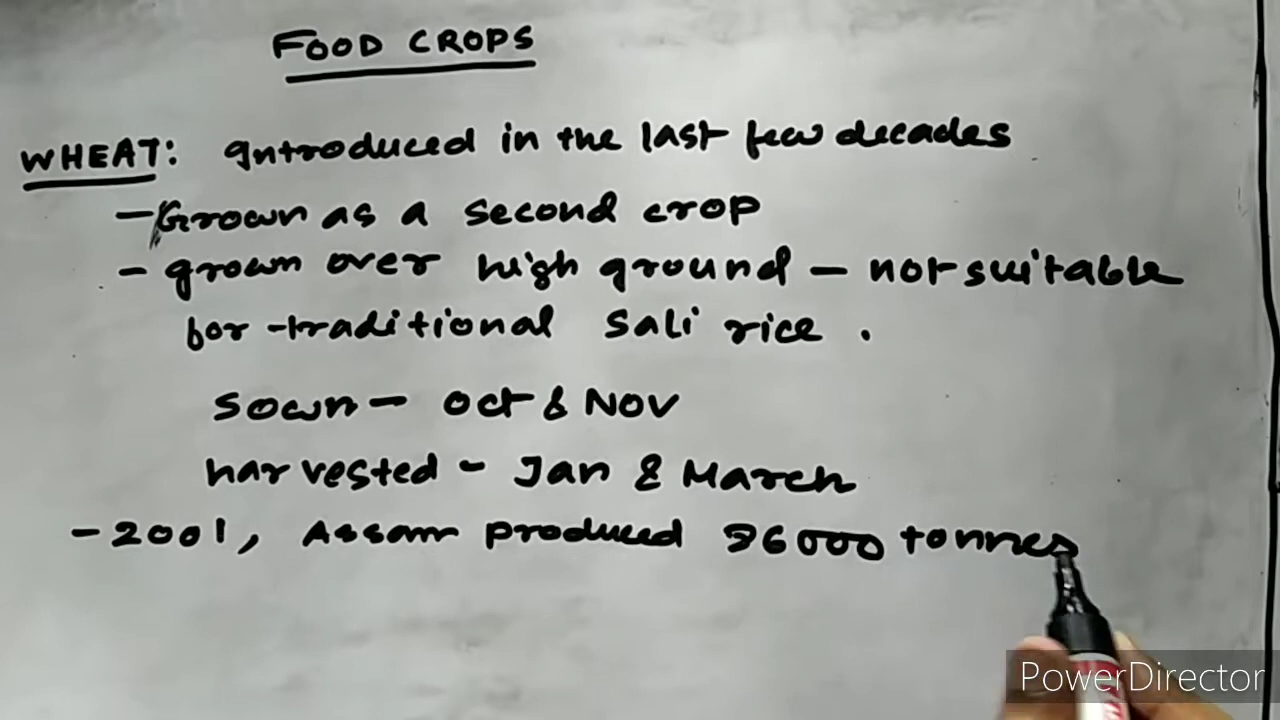 FOOD CROPS
WHEAT: Introduced in the last few decades
- Grown as a second crop
- grown over high ground - not suitable
for traditional Sali rice .
Sown - Oct & Nov
harvested - Jan & March
- 2001, Assam produced 000 tonnes
PowerDirector